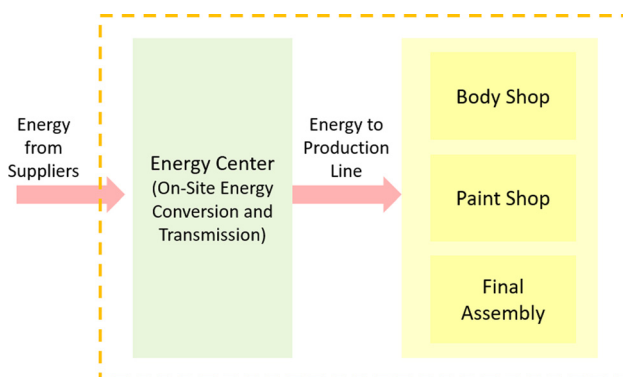 Energy
from
Suppliers
Energy Center
(On-Site Energy
Conversion and
Transmission)
Energy to
Production
Line
Body Shop
Paint Shop
Final
Assembly